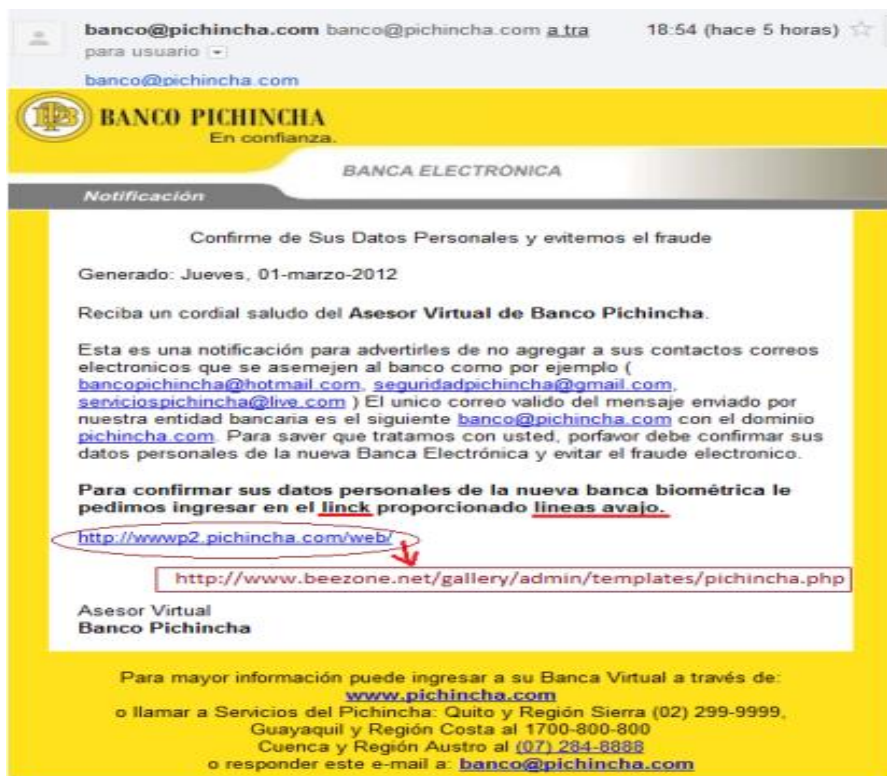 banco@pichincha.com banco@pichincha.com a tra 18:54 (hace 5 horas)
para usuario
banco@pichincha.com
BANCO PICHINCHA
En confianza.
BANCA ELECTRÓNICA
Notificación
Confirme de Sus Datos Personales y evitemos el fraude
Generado: Jueves, 01-marzo-2012
Reciba un cordial saludo del Asesor Virtual de Banco Pichincha.
Esta es una notificación para advertirles de no agregar a sus contactos correos
electronicos que se asemejen al banco como por ejemplo (
bancopichincha@hotmail.com, seguridadpichincha@gmail.com,
serviciospichincha@live.com ) El unico correo valido del mensaje enviado por
nuestra entidad bancaria es el siguiente banco@pichincha.com con el dominio
pichincha.com. Para saver que tratamos con usted, porfavor debe confirmar sus
datos personales de la nueva Banca Electrónica y evitar el fraude electronico.
Para confirmar sus datos personales de la nueva banca biométrica le
pedimos ingresar en el linck proporcionado lineas avajo.
http://wwwp2.pichincha.com/web/
http://www.beezone.net/gallery/admin/templates/pichincha.php
Asesor Virtual
Banco Pichincha
Para mayor información puede ingresar a su Banca Virtual a través de:
www.pichincha.com
o llamar a Servicios del Pichincha: Quito y Región Sierra (02) 299-9999,
Guayaquil y Región Costa al 1700-800-800
Cuenca y Región Austro al (07) 284-8888
o responder este e-mail a: banco@pichincha.com